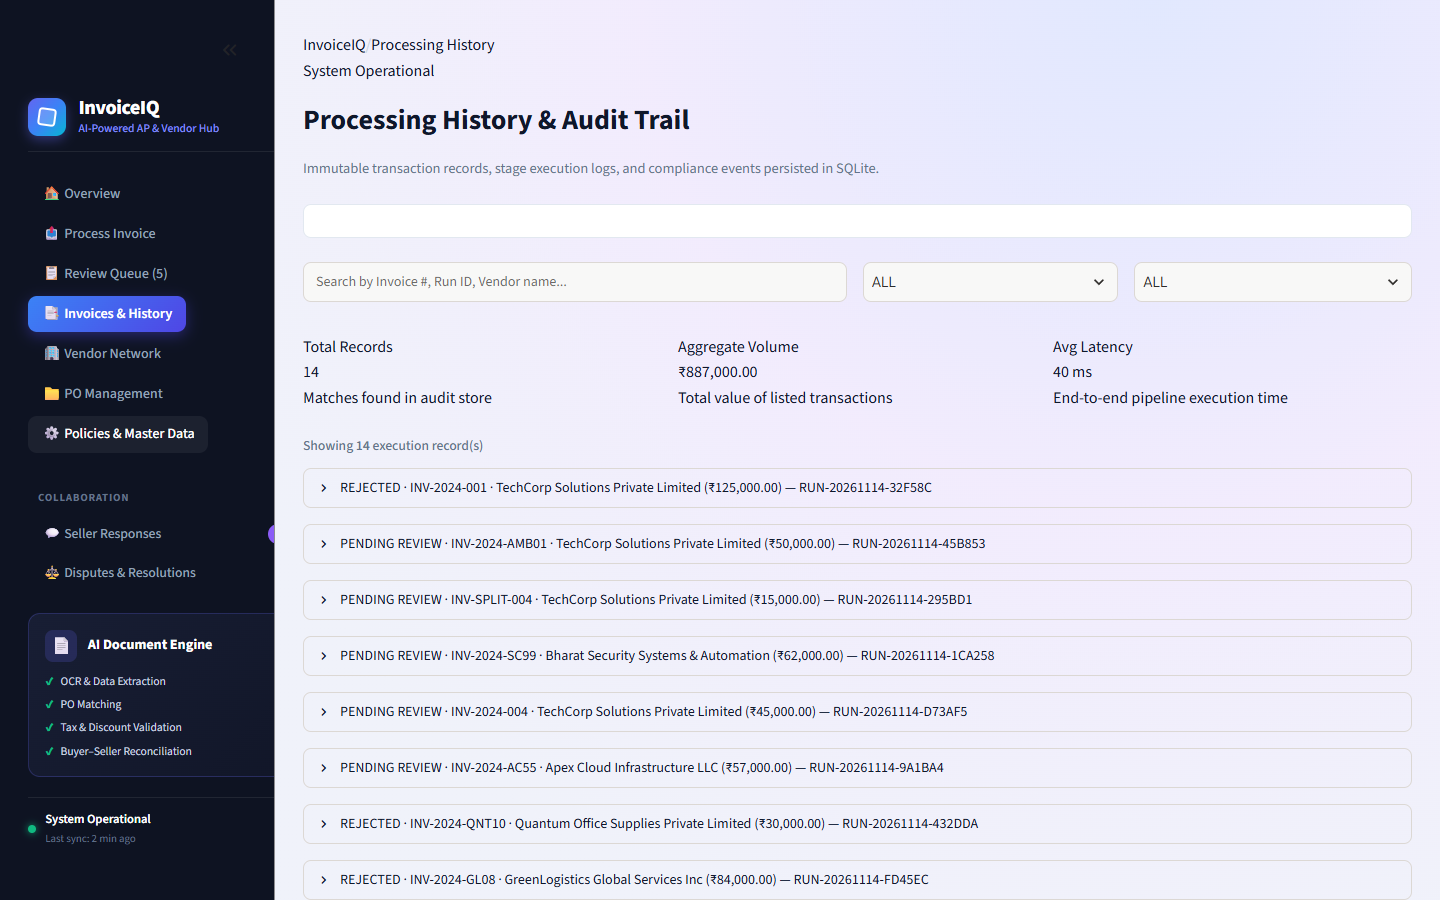 InvoiceIQ
AI-Powered AP & Vendor Hub
Overview
Process Invoice
Review Queue (5)
Invoices & History
Vendor Network
PO Management
Policies & Master Data
COLLABORATION
Seller Responses
Disputes & Resolutions
AI Document Engine
✓ OCR & Data Extraction
✓ PO Matching
✓ Tax & Discount Validation
✓ Buyer–Seller Reconciliation
System Operational
Last sync: 2 min ago
InvoiceIQ/Processing History
System Operational
Processing History & Audit Trail
Immutable transaction records, stage execution logs, and compliance events persisted in SQLite.
Search by Invoice #, Run ID, Vendor name...
ALL
ALL
Total Records
14
Matches found in audit store
Aggregate Volume
₹887,000.00
Total value of listed transactions
Avg Latency
40 ms
End-to-end pipeline execution time
Showing 14 execution record(s)
REJECTED · INV-2024-001 · TechCorp Solutions Private Limited (₹125,000.00) — RUN-20261114-32F58C
PENDING REVIEW · INV-2024-AMB01 · TechCorp Solutions Private Limited (₹50,000.00) — RUN-20261114-45B853
PENDING REVIEW · INV-SPLIT-004 · TechCorp Solutions Private Limited (₹15,000.00) — RUN-20261114-295BD1
PENDING REVIEW · INV-2024-SC99 · Bharat Security Systems & Automation (₹62,000.00) — RUN-20261114-1CA258
PENDING REVIEW · INV-2024-004 · TechCorp Solutions Private Limited (₹45,000.00) — RUN-20261114-D73AF5
PENDING REVIEW · INV-2024-AC55 · Apex Cloud Infrastructure LLC (₹57,000.00) — RUN-20261114-9A1BA4
REJECTED · INV-2024-QNT10 · Quantum Office Supplies Private Limited (₹30,000.00) — RUN-20261114-432DDA
REJECTED · INV-2024-GL08 · GreenLogistics Global Services Inc (₹84,000.00) — RUN-20261114-FD45EC